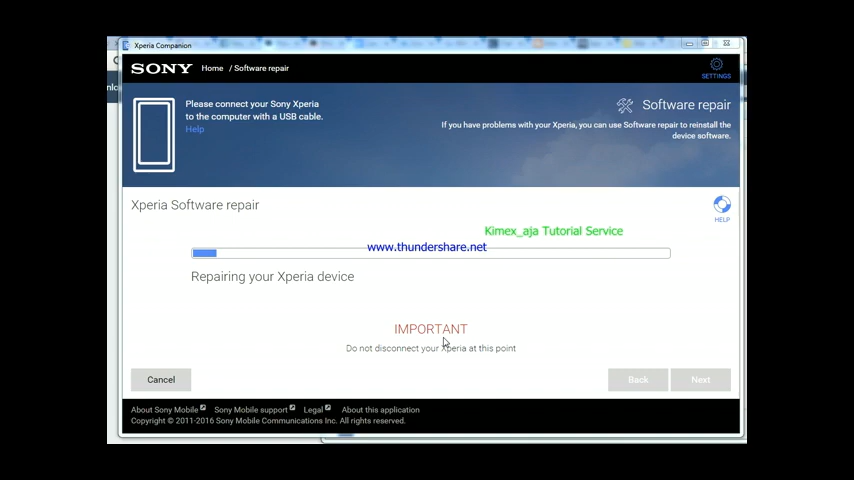 Xperia Companion
SONY
Home / Software repair
SETTINGS
Please connect your Sony Xperia
to the computer with a USB cable.
Help
Software repair
If you have problems with your Xperia, you can use Software repair to reinstall the
device software.
Xperia Software repair
HELP
Kimex_aja Tutorial Service
www.thundershare.net
Repairing your Xperia device
IMPORTANT
Do not disconnect your Xperia at this point
Cancel
Back
Next
About Sony Mobile
Sony Mobile support
Legal
About this application
Copyright © 2011-2016 Sony Mobile Communications Inc. All rights reserved.